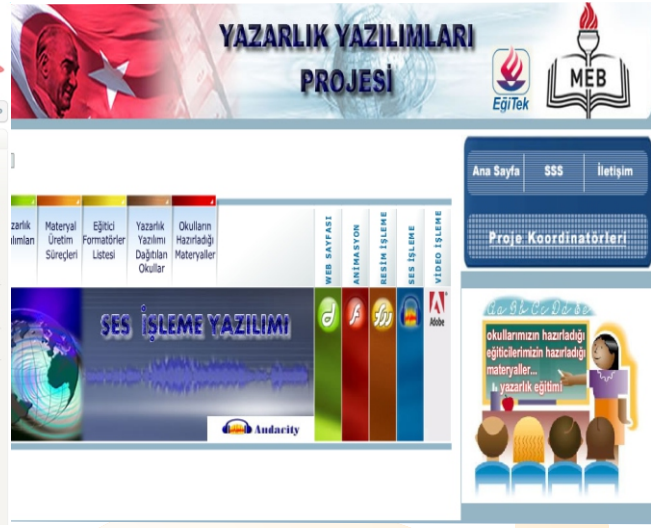 YAZARLIK YAZILIMLARI
PROJESİ
EğiTek
MEB
Ana Sayfa
SSS
İletişim
Proje Koordinatörleri
Materyal
Üretim
Süreçleri
Eğitici
Formatörler
Listesi
Yazarlık
Yazılımı
Dağıtılan
Okullar
Okulların
Hazırladığı
Materyaller
WEB SAYFASI
ANİMASYON
RESİM İŞLEME
SES İŞLEME
VİDEO İŞLEME
SES İŞLEME YAZILIMI
Adobe
Audacity
okullarımızın hazırladığı
eğiticilerimizin hazırladığı
materyaller...
yazarlık eğitimi